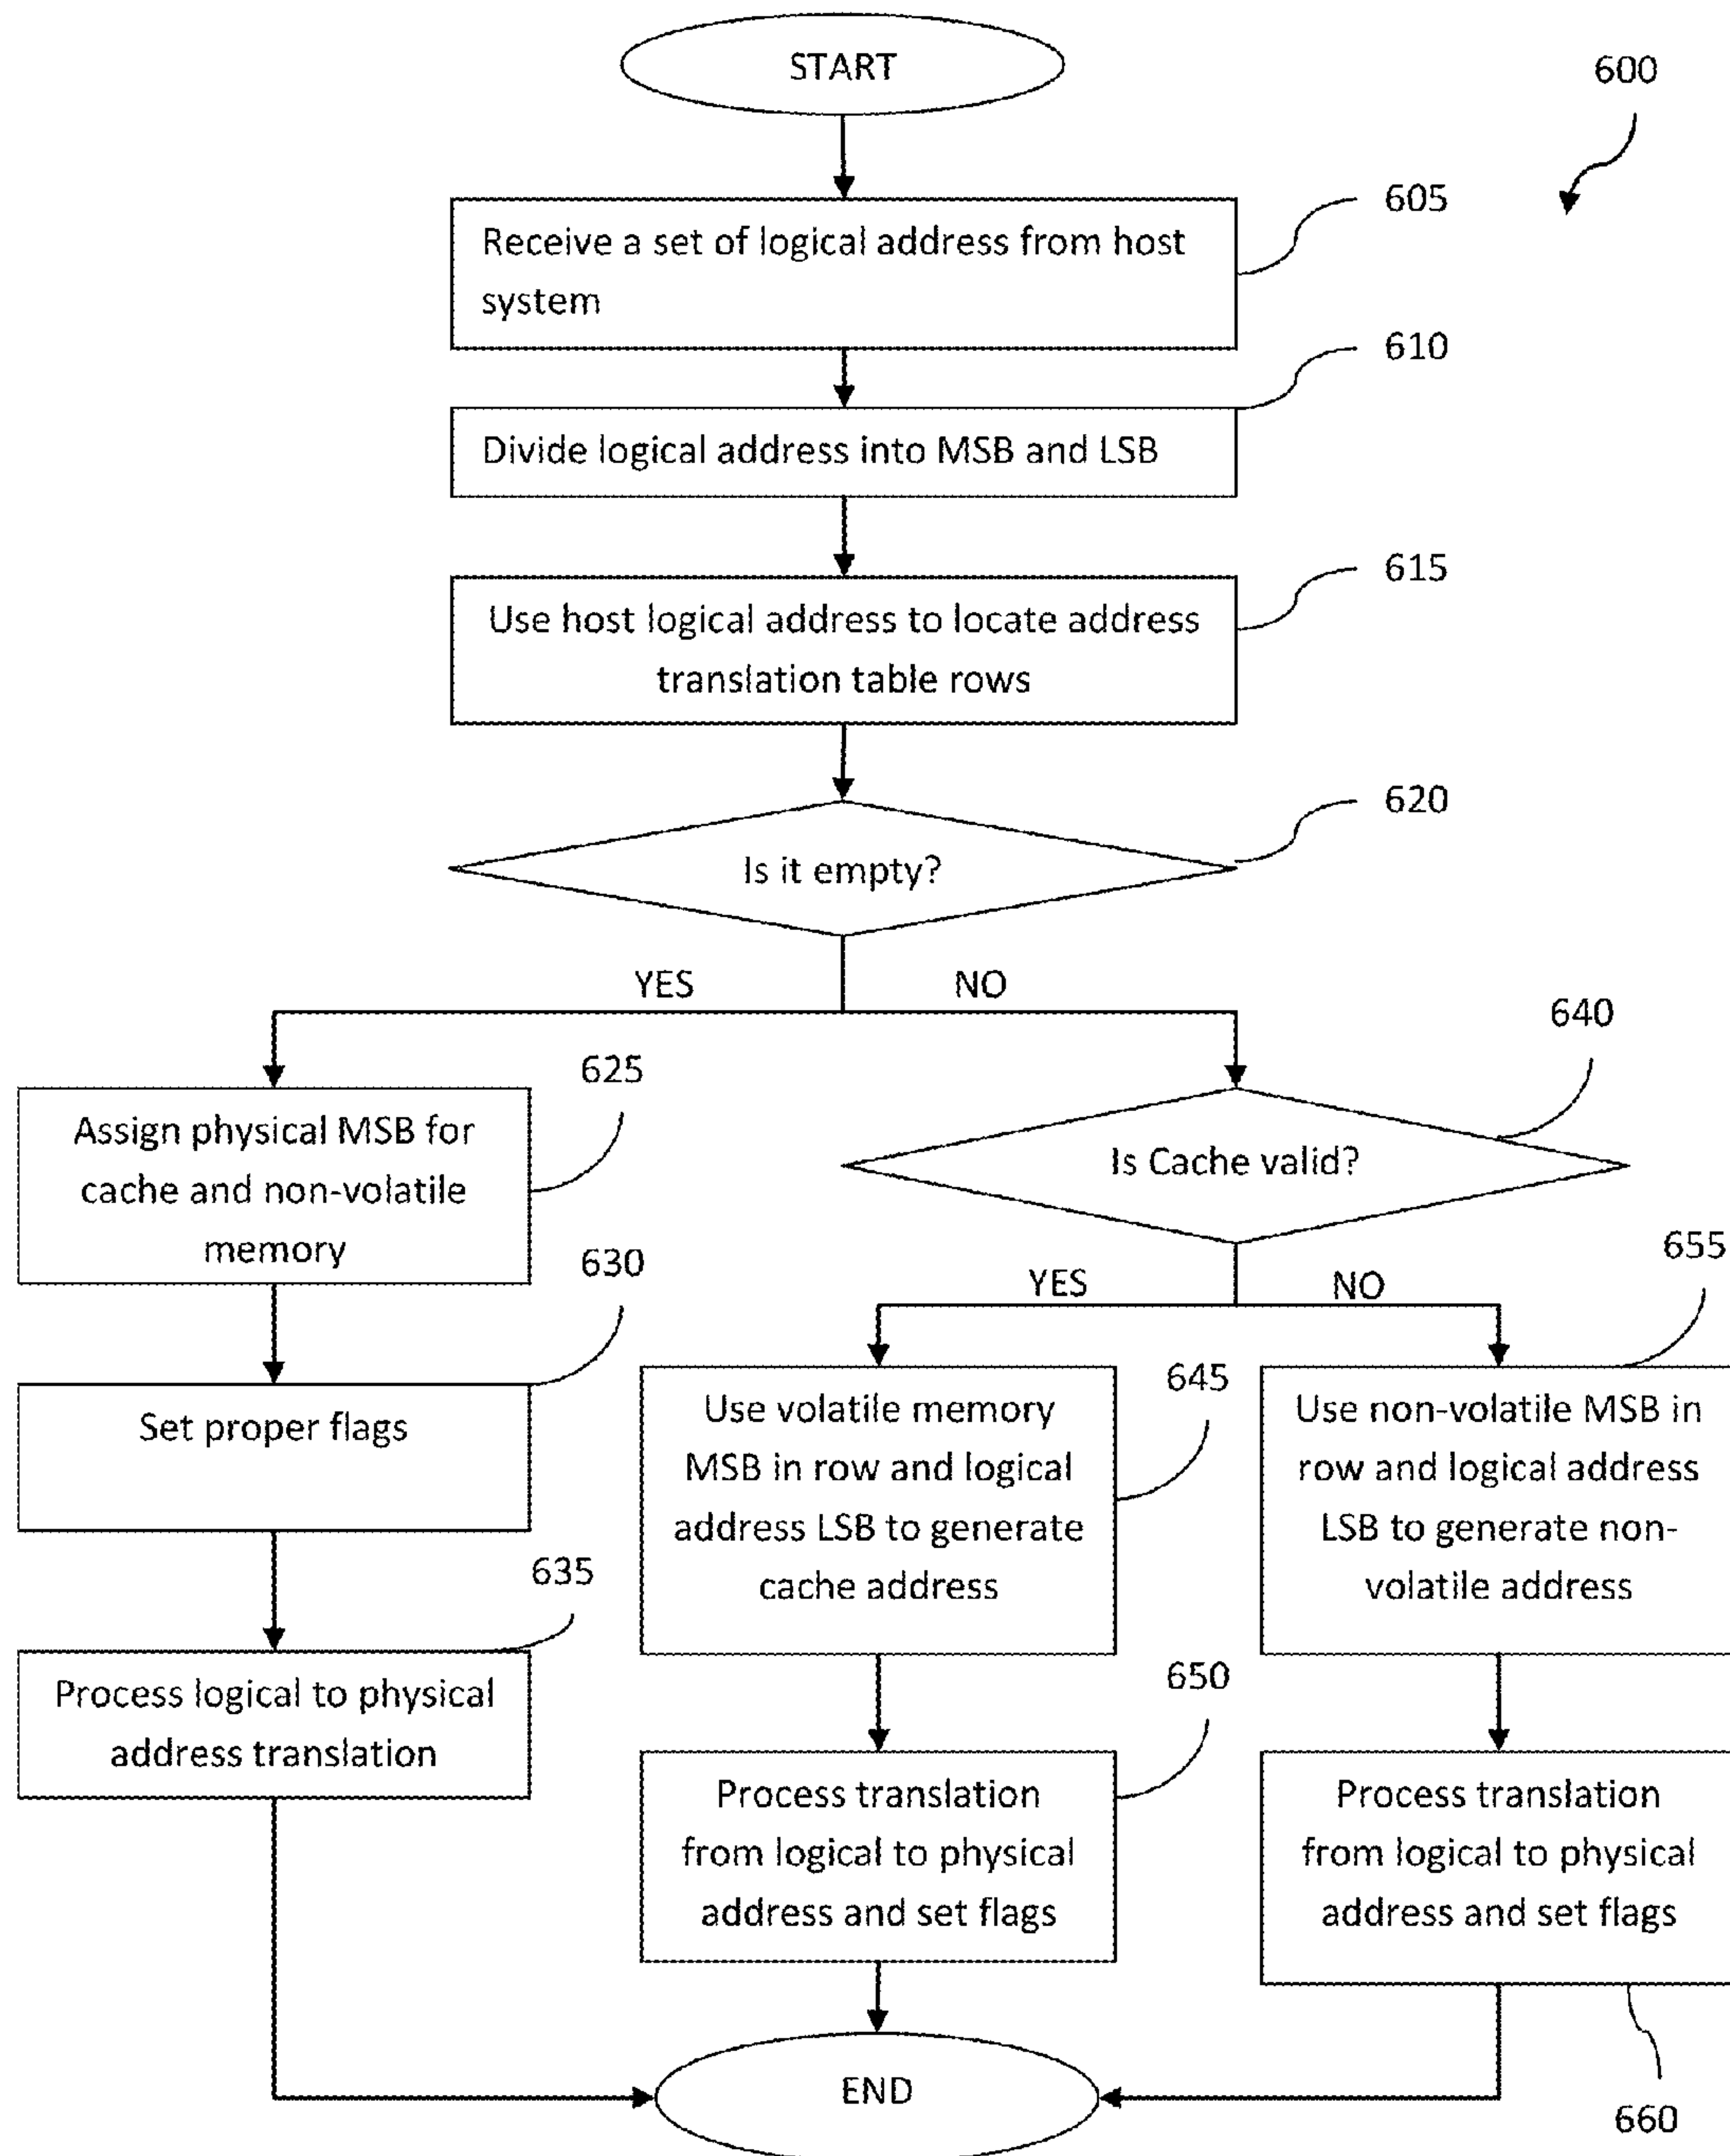 START
600
605
Receive a set of logical address from host
system
610
Divide logical address into MSB and LSB
615
Use host logical address to locate address
translation table rows
620
Is it empty?
YES
NO
640
625
Assign physical MSB for
cache and non-volatile
memory
Is Cache valid?
630
655
YES
NO
Set proper flags
645
Use volatile memory
MSB in row and logical
address LSB to generate
cache address
Use non-volatile MSB in
row and logical address
LSB to generate non-
volatile address
635
Process logical to physical
address translation
650
Process translation
from logical to physical
address and set flags
Process translation
from logical to physical
address and set flags
END
660